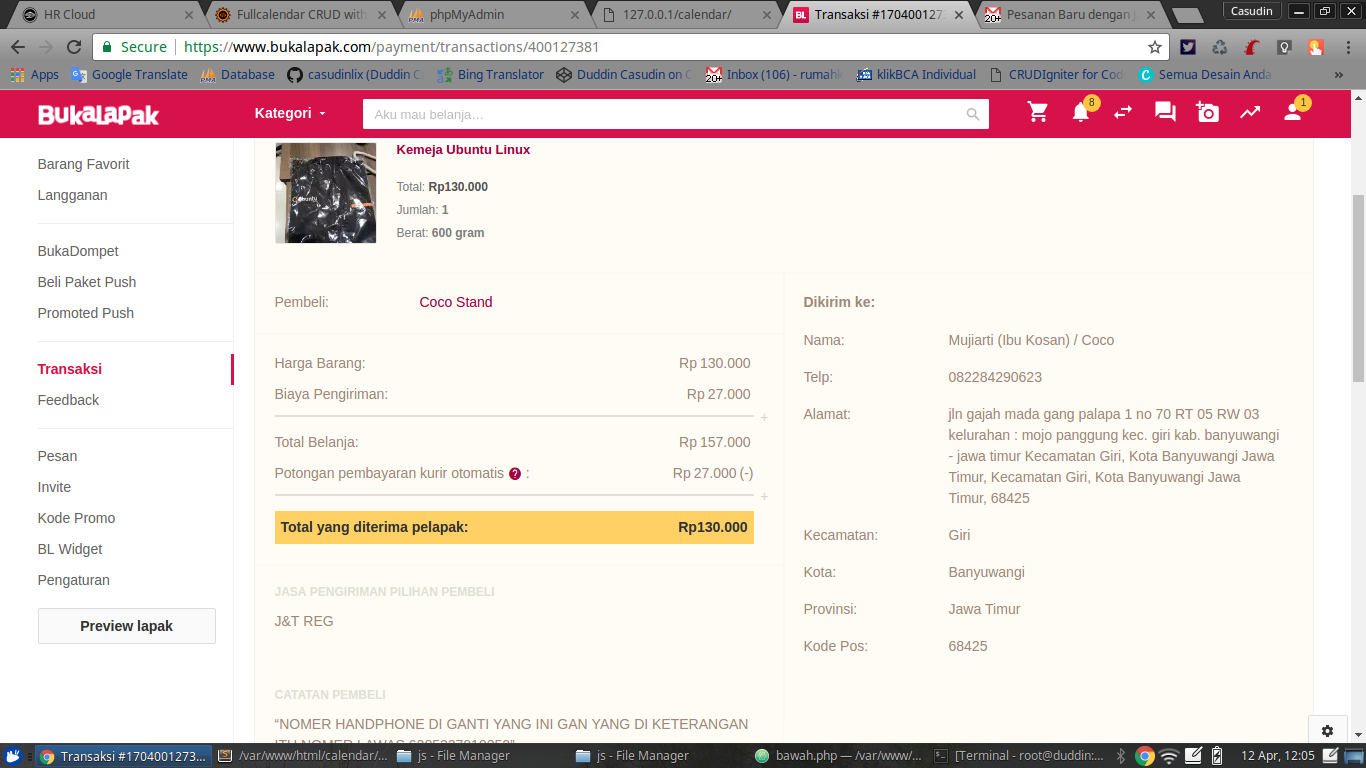 HR Cloud
Fullcalendar CRUD with
phpMyAdmin
127.0.0.1/calendar/
Transaksi #1704001273
Pesanan Baru dengan
Casudin
Secure
https://www.bukalapak.com/payment/transactions/400127381
Apps
Google Translate
Database
casudinlix (Duddin C
Bing Translator
Duddin Casudin on C
Inbox (106) - rumah
klikBCA Individual
CRUDIgniter for Cod
Semua Desain Anda
»
BukaLapak
Kategori
Aku mau belanja...
8
1
Barang Favorit
Langganan
BukaDompet
Beli Paket Push
Promoted Push
Transaksi
Feedback
Pesan
Invite
Kode Promo
BL Widget
Pengaturan
Preview lapak
Kemeja Ubuntu Linux
Total: Rp130.000
Jumlah: 1
Berat: 600 gram
Pembeli: Coco Stand
Harga Barang: Rp 130.000
Biaya Pengiriman: Rp 27.000
+
Total Belanja: Rp 157.000
Potongan pembayaran kurir otomatis ? : Rp 27.000 (-)
+
Total yang diterima pelapak: Rp130.000
JASA PENGIRIMAN PILIHAN PEMBELI
J&T REG
CATATAN PEMBELI
“NOMER HANDPHONE DI GANTI YANG INI GAN YANG DI KETERANGAN
Dikirim ke:
Nama: Mujiarti (Ibu Kosan) / Coco
Telp: 082284290623
Alamat: jln gajah mada gang palapa 1 no 70 RT 05 RW 03
kelurahan : mojo panggung kec. giri kab. banyuwangi
- jawa timur Kecamatan Giri, Kota Banyuwangi Jawa
Timur, Kecamatan Giri, Kota Banyuwangi Jawa
Timur, 68425
Kecamatan: Giri
Kota: Banyuwangi
Provinsi: Jawa Timur
Kode Pos: 68425
Transaksi #1704001273...
/var/www/html/calendar/...
js - File Manager
js - File Manager
bawah.php — /var/www/...
[Terminal - root@duddin:...
12 Apr, 12:05